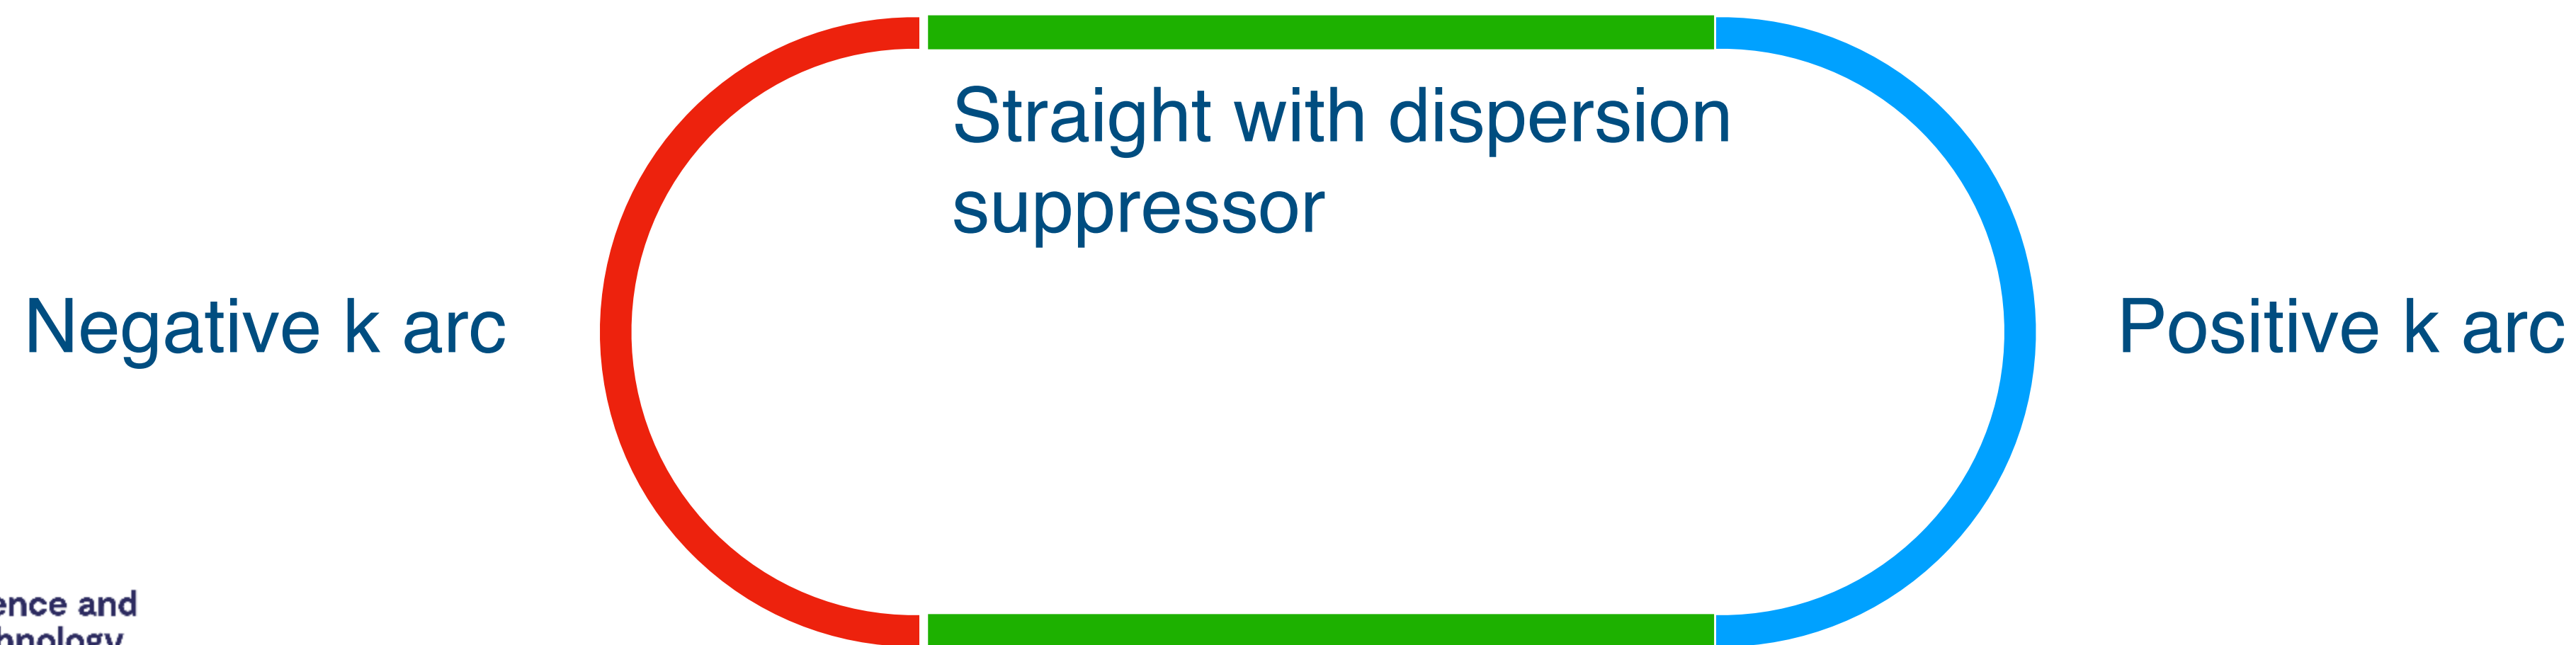 Straight with dispersion
suppressor
Negative k arc
Positive k arc
ence and